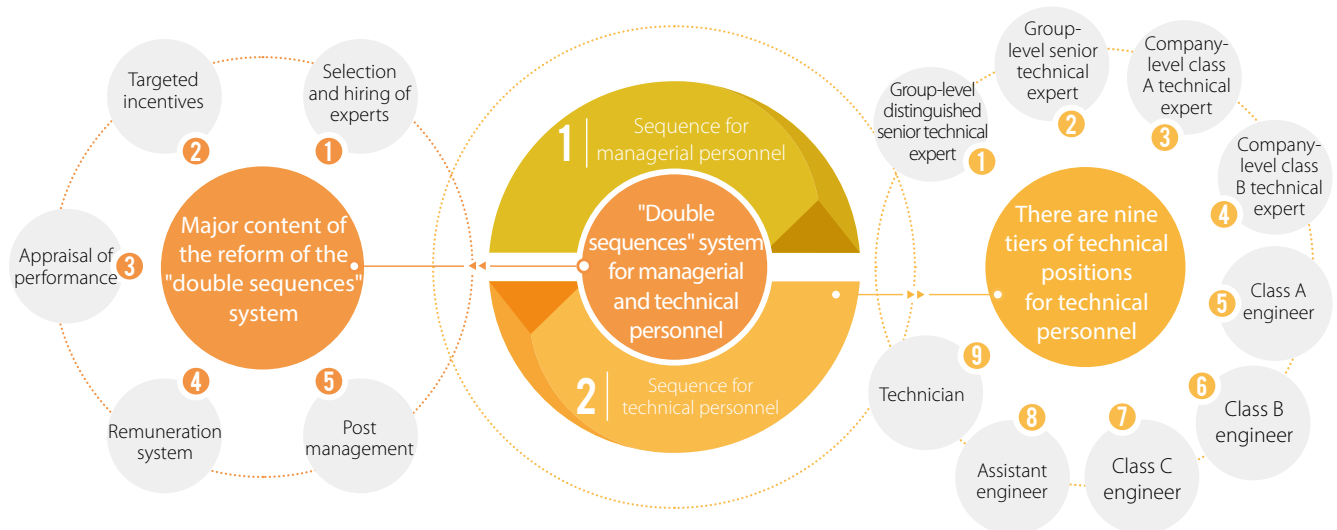 Targeted
incentives
2
Selection
and hiring of
experts
1
Appraisal of
performance
3
Major content of
the reform of the
"double sequences"
system
4
Remuneration
system
5
Post
management
1
Sequence for
managerial personnel
"Double
sequences" system
for managerial
and technical
personnel
2
Sequence for
technical personnel
Group-level
distinguished
senior technical
expert
1
Group-
level senior
technical
expert
2
Company-
level class
A technical
expert
3
Company-
level class
B technical
expert
4
There are nine
tiers of technical
positions
for technical
personnel
5
Class A
engineer
6
Class B
engineer
7
Class C
engineer
8
Assistant
engineer
9
Technician